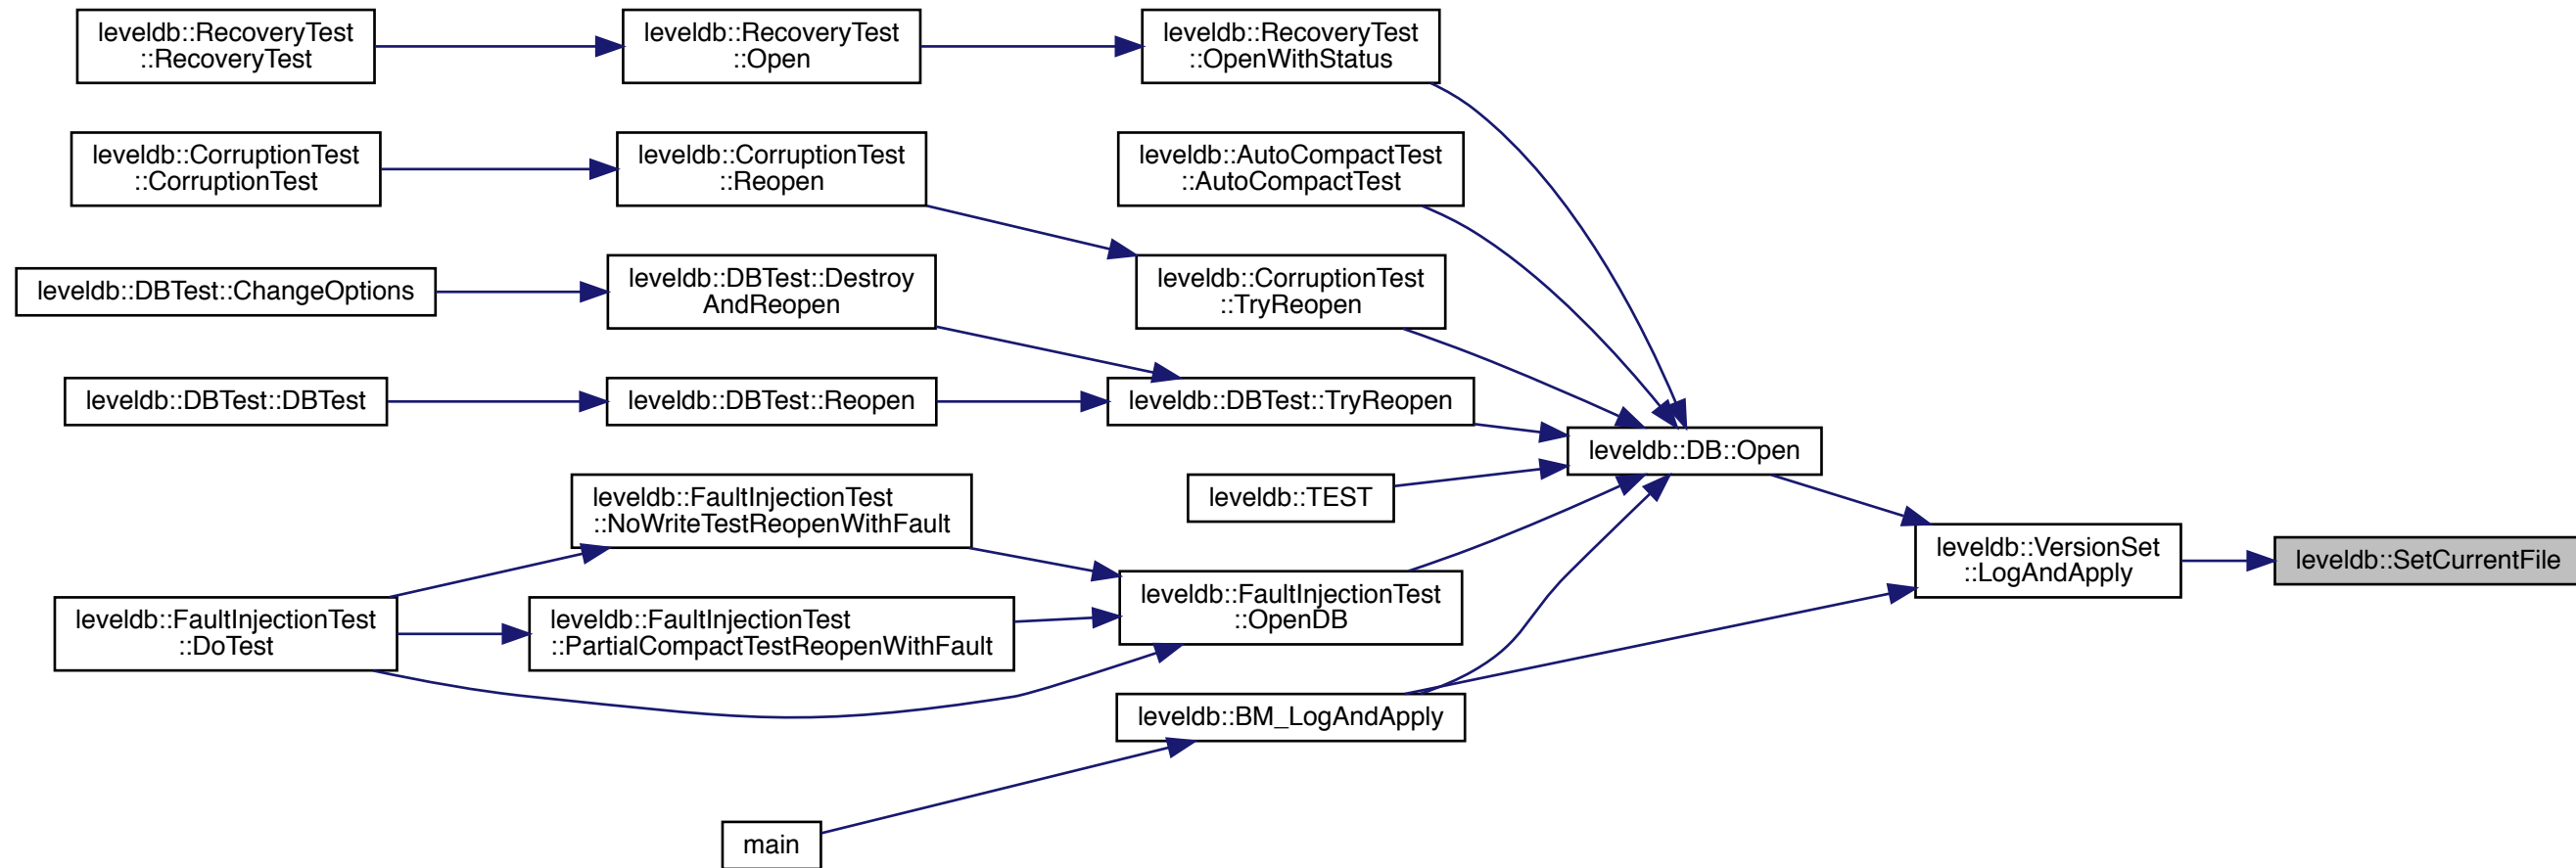 leveldb::RecoveryTest
::RecoveryTest
leveldb::RecoveryTest
::Open
leveldb::RecoveryTest
::OpenWithStatus
leveldb::CorruptionTest
::CorruptionTest
leveldb::CorruptionTest
::Reopen
leveldb::AutoCompactTest
::AutoCompactTest
leveldb::DBTest::ChangeOptions
leveldb::DBTest::Destroy
AndReopen
leveldb::CorruptionTest
::TryReopen
leveldb::DBTest::DBTest
leveldb::DBTest::Reopen
leveldb::DBTest::TryReopen
leveldb::DB::Open
leveldb::TEST
leveldb::FaultInjectionTest
::NoWriteTestReopenWithFault
leveldb::VersionSet
::LogAndApply
leveldb::SetCurrentFile
leveldb::FaultInjectionTest
::DoTest
leveldb::FaultInjectionTest
::PartialCompactTestReopenWithFault
leveldb::FaultInjectionTest
::OpenDB
leveldb::BM_LogAndApply
main